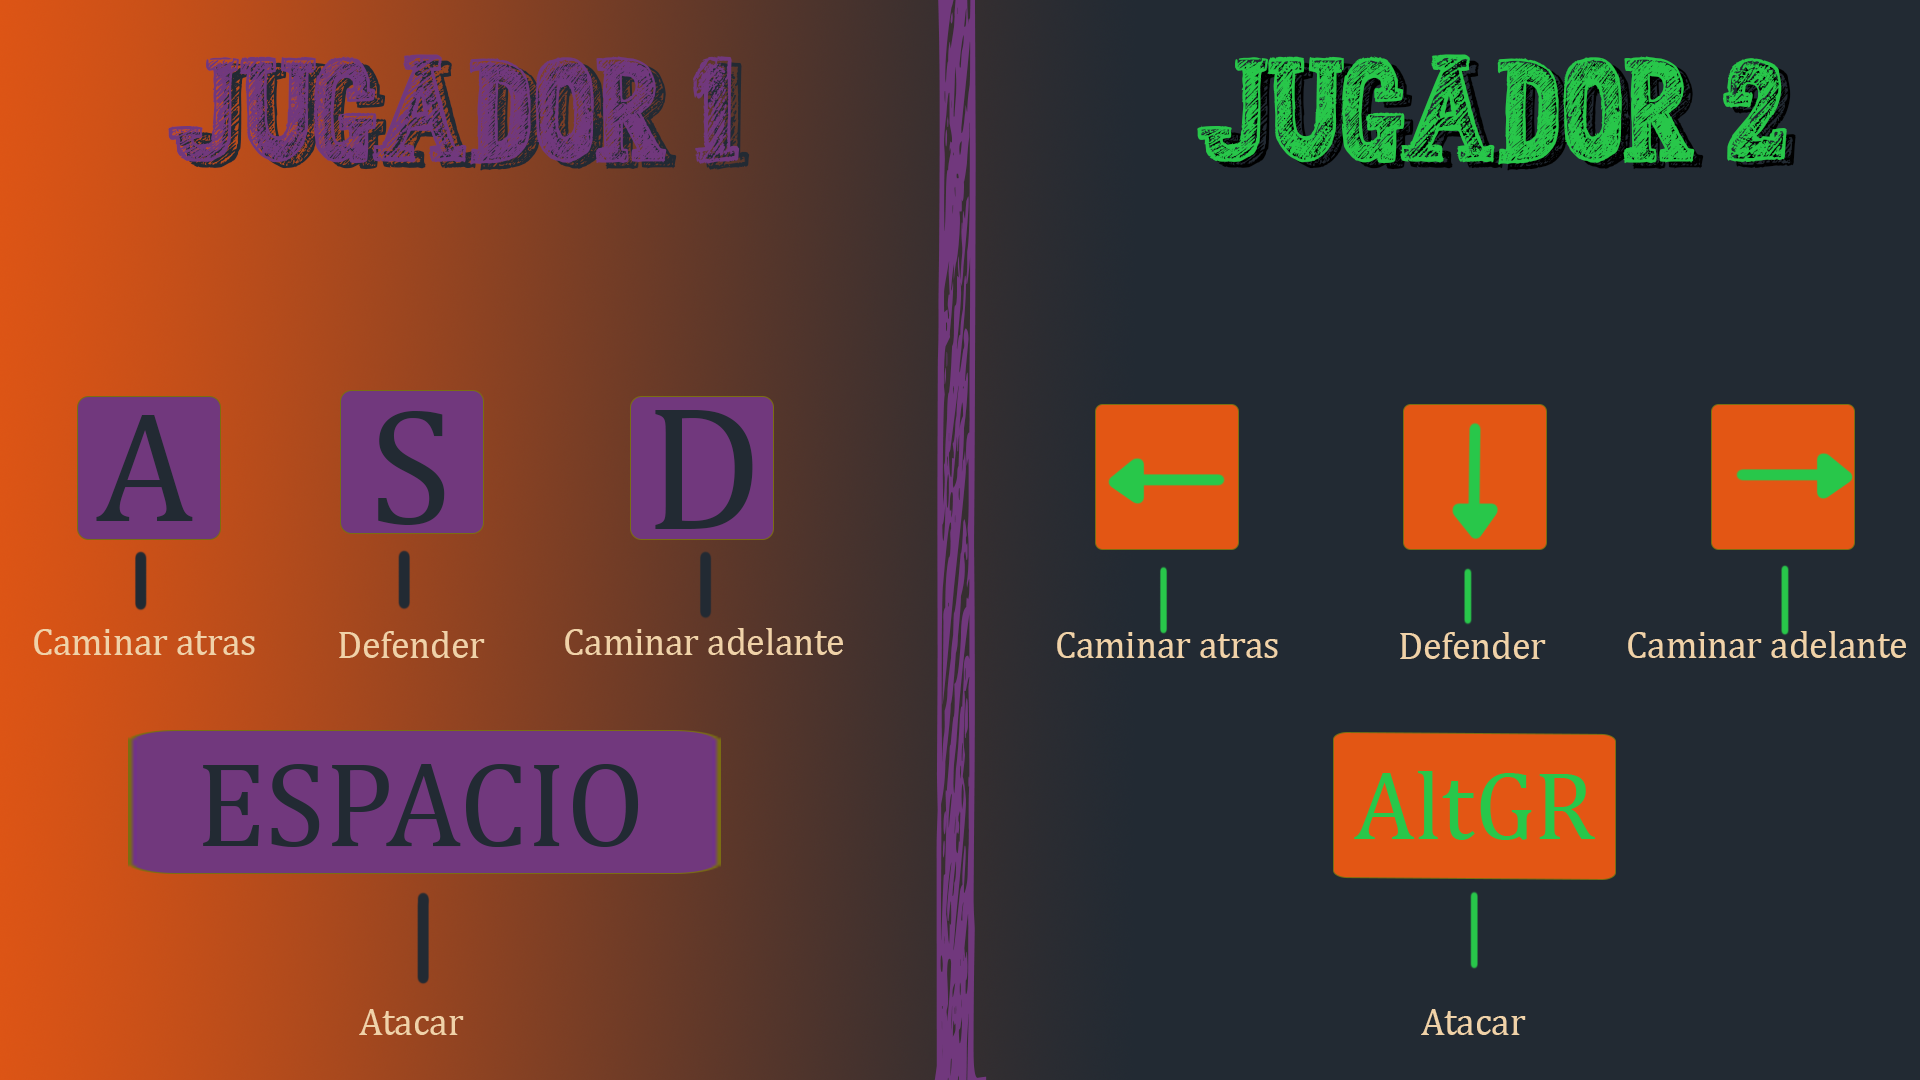 JUGADOR 1
A
S
D
Caminar atras
Defender
Caminar adelante
ESPACIO
Atacar
JUGADOR 2
Caminar atras
Defender
Caminar adelante
AltGR
Atacar